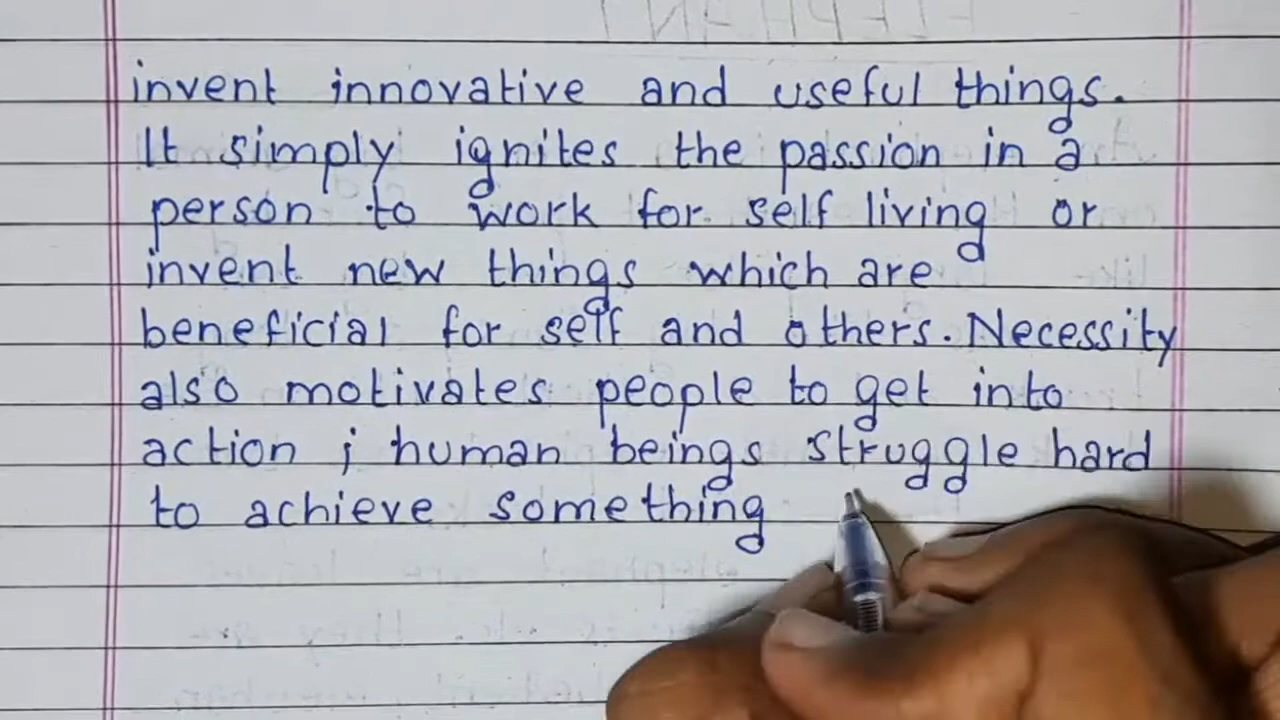 invent innovative and useful things.
It simply ignites the passion in a
person to work for self living or
invent new things which are
beneficial for self and others. Necessity
also motivates people to get into
action ; human beings struggle hard
to achieve something